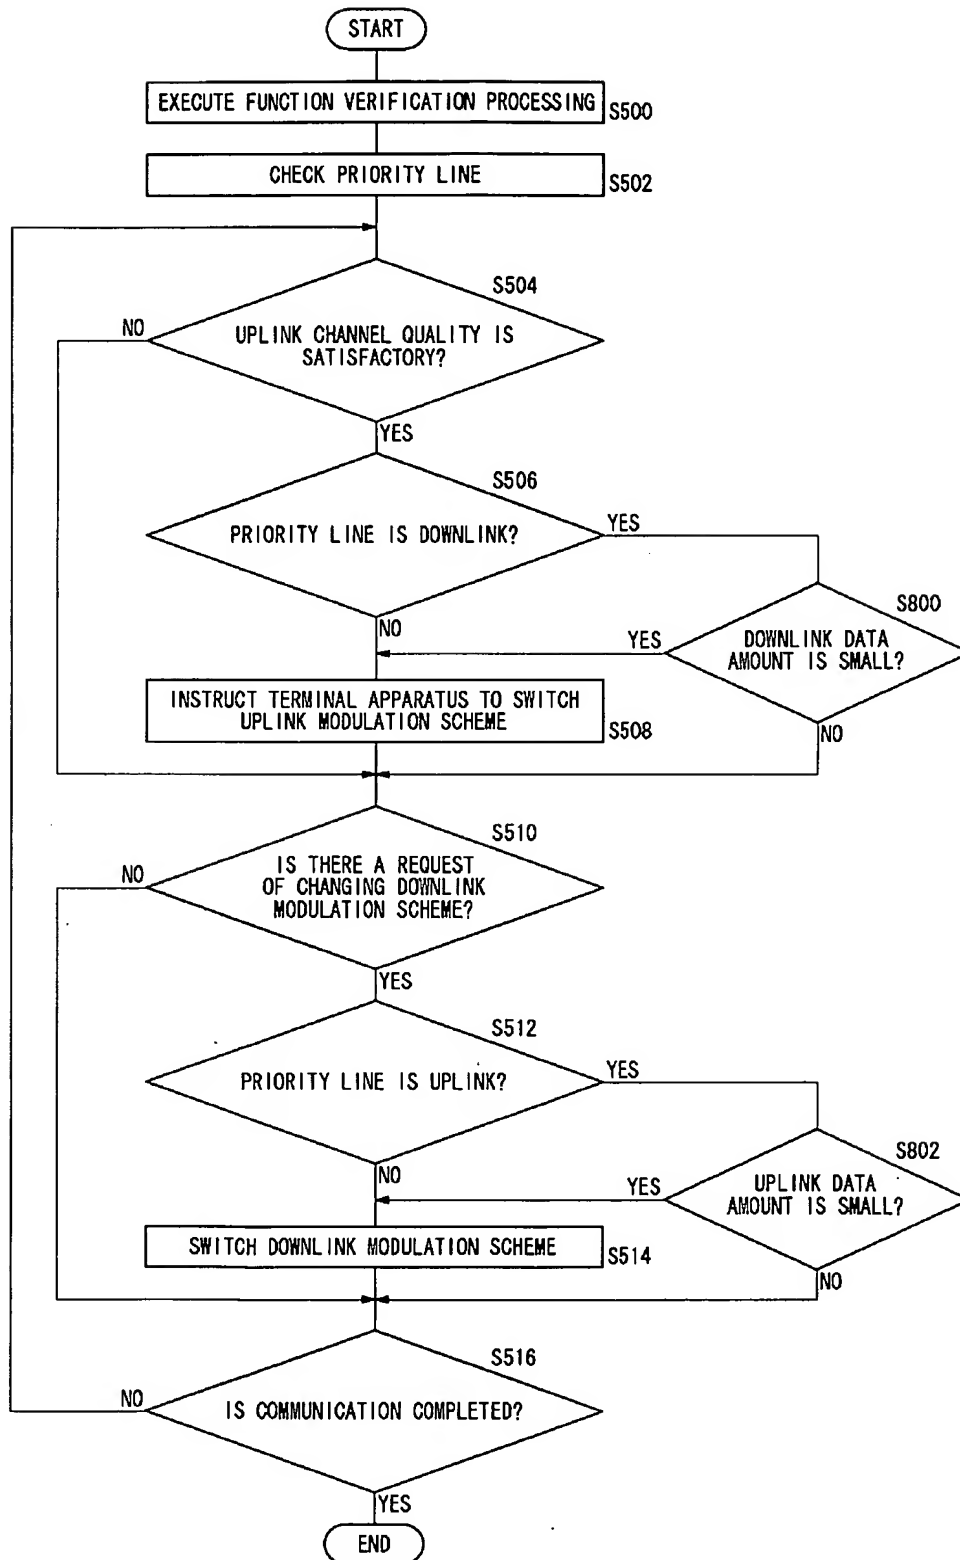 START
EXECUTE FUNCTION VERIFICATION PROCESSING
S500
CHECK PRIORITY LINE
S502
S504
NO
UPLINK CHANNEL QUALITY IS
SATISFACTORY?
YES
S506
PRIORITY LINE IS DOWNLINK?
YES
S800
NO
YES
DOWNLINK DATA
AMOUNT IS SMALL?
INSTRUCT TERMINAL APPARATUS TO SWITCH
UPLINK MODULATION SCHEME
S508
NO
S510
NO
IS THERE A REQUEST
OF CHANGING DOWNLINK
MODULATION SCHEME?
YES
S512
PRIORITY LINE IS UPLINK?
YES
S802
NO
YES
UPLINK DATA
AMOUNT IS SMALL?
SWITCH DOWNLINK MODULATION SCHEME
S514
NO
S516
NO
IS COMMUNICATION COMPLETED?
YES
END